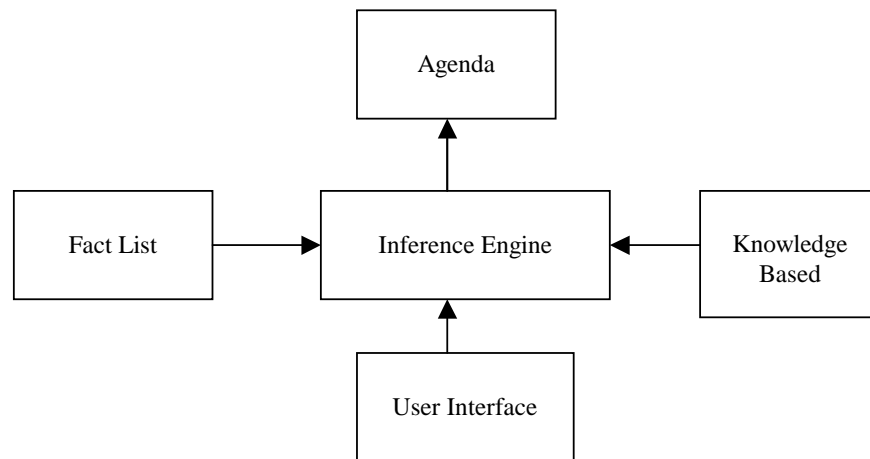 Agenda
Fact List
Inference Engine
Knowledge
Based
User Interface